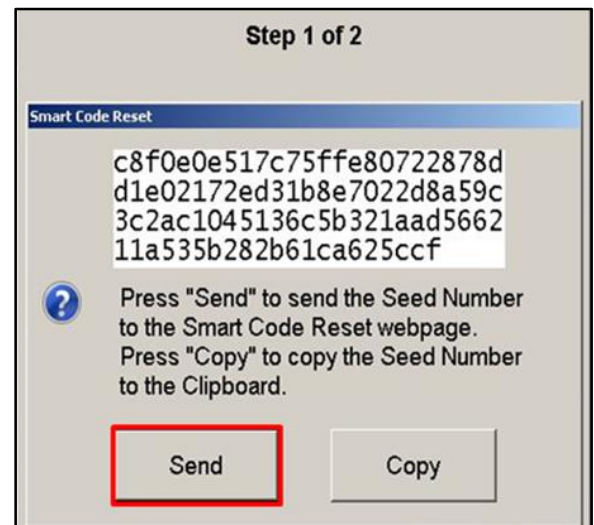 Step 1 of 2
Smart Code Reset
c8f0e0e517c75ffe80722878d
d1e02172ed31b8e7022d8a59c
3c2ac1045136c5b321aad5662
11a535b282b61ca625ccf
Press "Send" to send the Seed Number
to the Smart Code Reset webpage.
Press "Copy" to copy the Seed Number
to the Clipboard.
Send
Copy